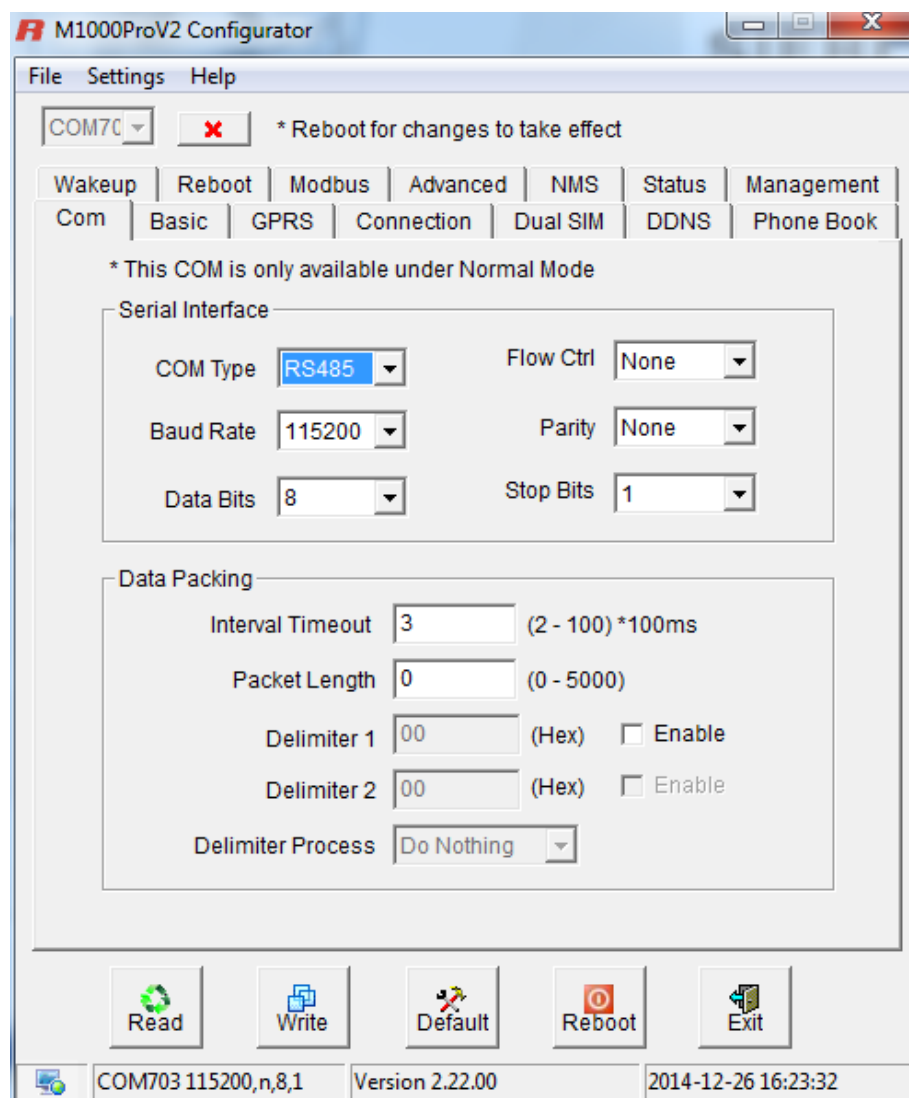 M1000ProV2 Configurator
File Settings Help
COM70 * Reboot for changes to take effect
Wakeup Reboot Modbus Advanced NMS Status Management
Com Basic GPRS Connection Dual SIM DDNS Phone Book
* This COM is only available under Normal Mode
Serial Interface
COM Type RS485 Flow Ctrl None
Baud Rate 115200 Parity None
Data Bits 8 Stop Bits 1
Data Packing
Interval Timeout 3 (2 - 100) *100ms
Packet Length 0 (0 - 5000)
Delimiter 1 00 (Hex) Enable
Delimiter 2 00 (Hex) Enable
Delimiter Process Do Nothing
Read Write Default Reboot Exit
COM703 115200,n,8,1 Version 2.22.00 2014-12-26 16:23:32